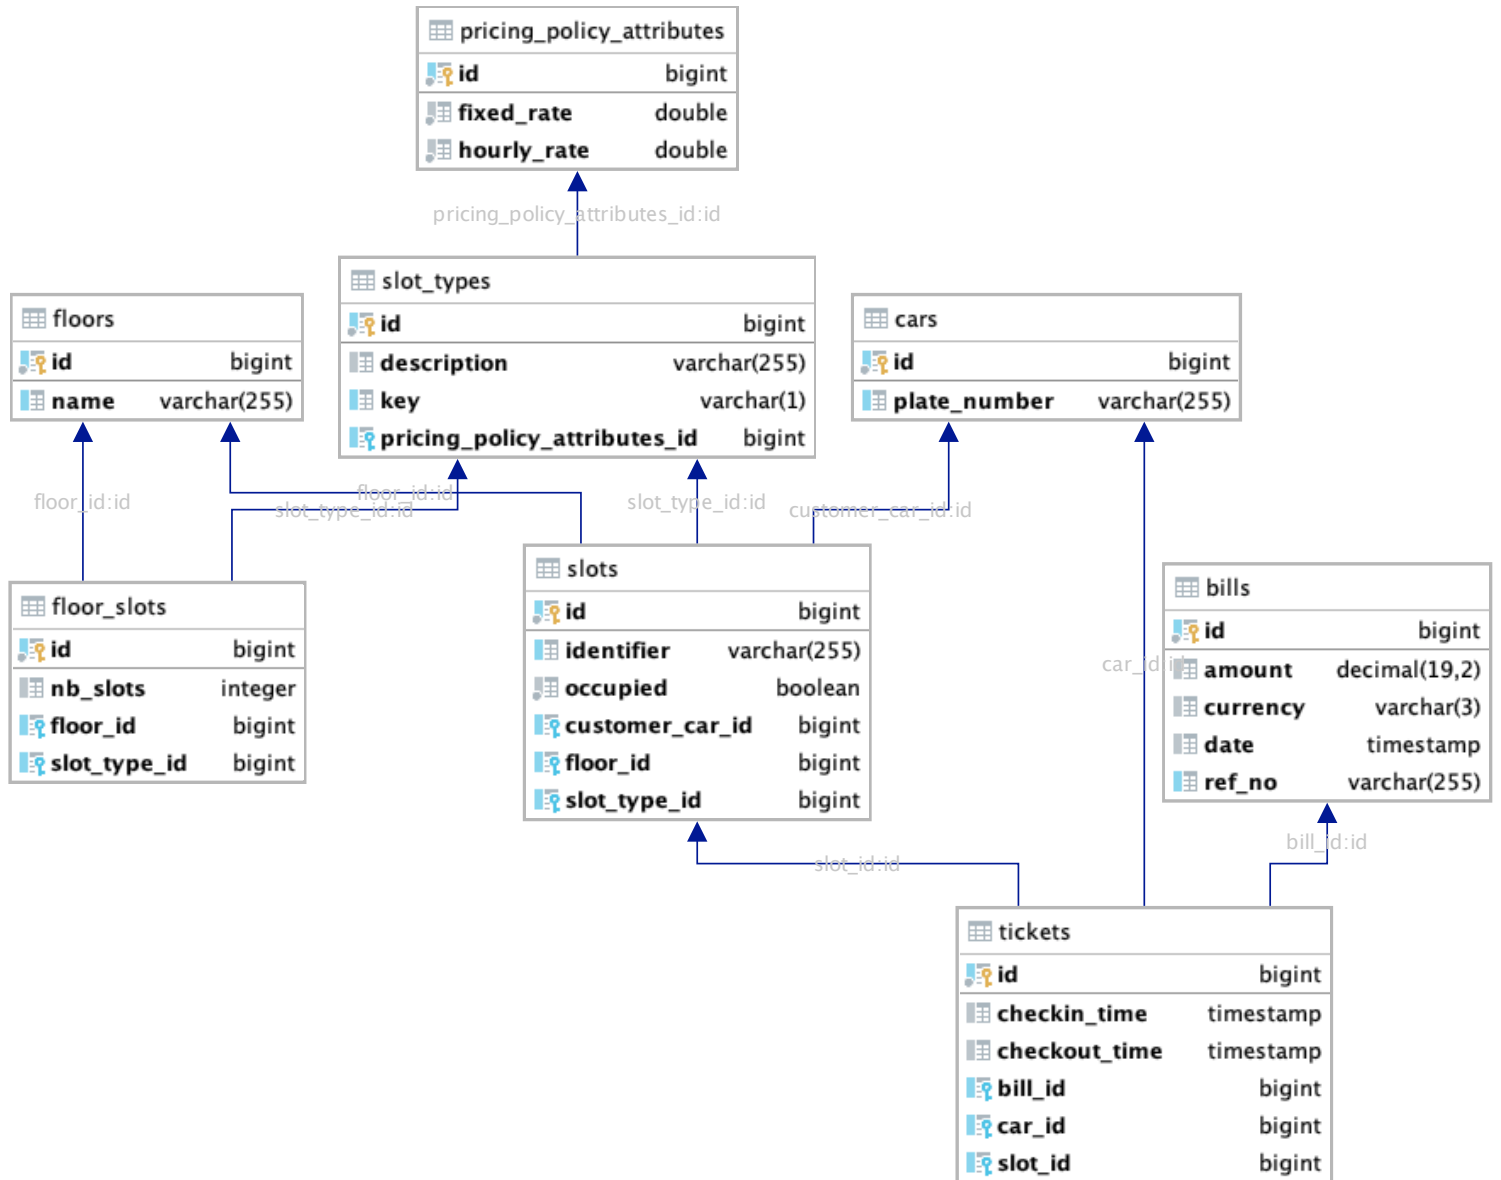 pricing_policy_attributes
id bigint
fixed_rate double
hourly_rate double
pricing_policy_attributes_id:id
slot_types
id bigint
description varchar(255)
key varchar(1)
pricing_policy_attributes_id bigint
floors
id bigint
name varchar(255)
cars
id bigint
plate_number varchar(255)
floor_id:id
floor_id:id
slot_type_id:id
slot_type_id:id
customer_car_id:id
floor_slots
id bigint
nb_slots integer
floor_id bigint
slot_type_id bigint
slots
id bigint
identifier varchar(255)
occupied boolean
customer_car_id bigint
floor_id bigint
slot_type_id bigint
car_id:id
bills
id bigint
amount decimal(19,2)
currency varchar(3)
date timestamp
ref_no varchar(255)
slot_id:id
bill_id:id
tickets
id bigint
checkin_time timestamp
checkout_time timestamp
bill_id bigint
car_id bigint
slot_id bigint